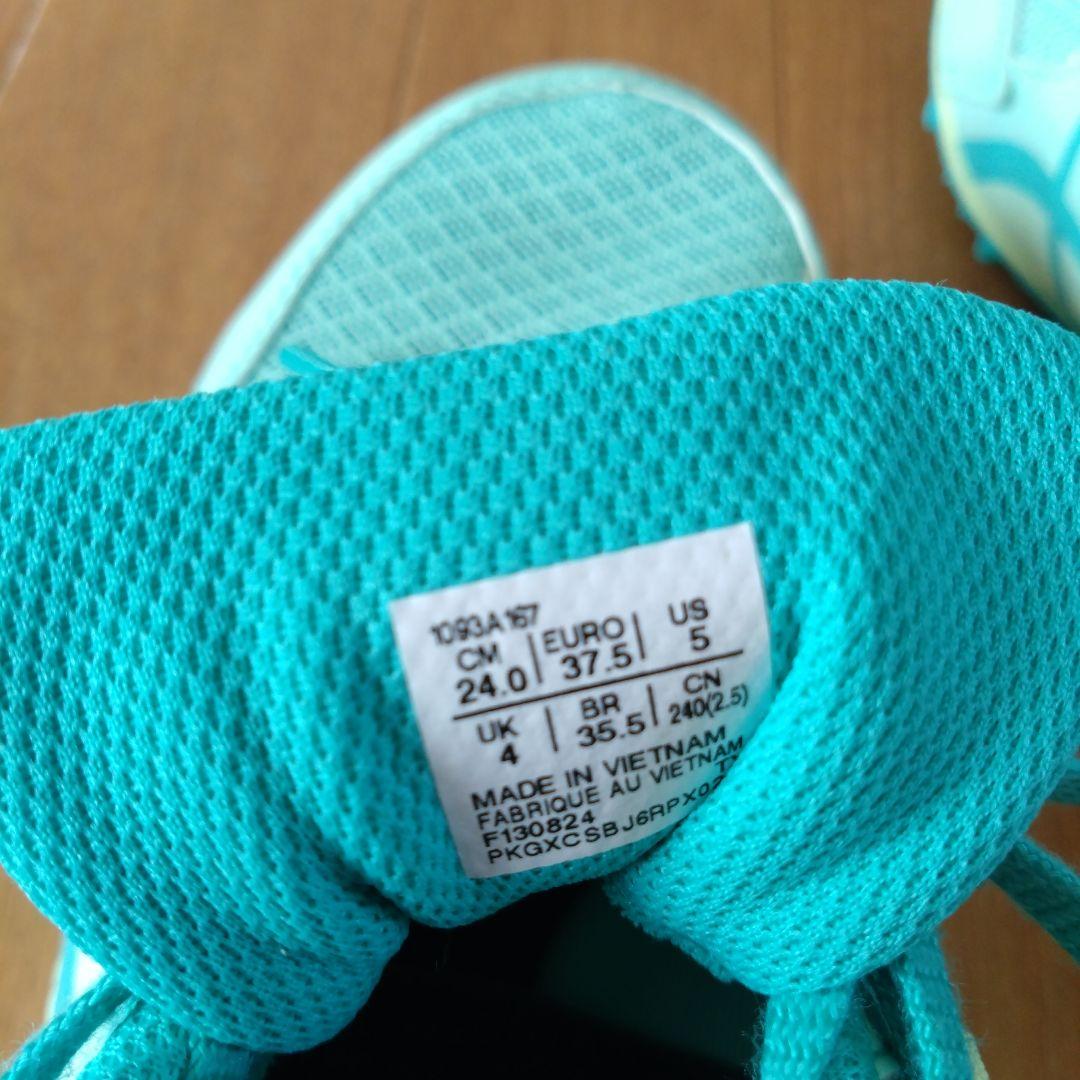 1093A167
CM 24.0 | EURO 37.5 | US 5
UK 4 | BR 35.5 | CN 240(2.5)
MADE IN VIETNAM
FABRIQUE AU VIETNAM
F130824